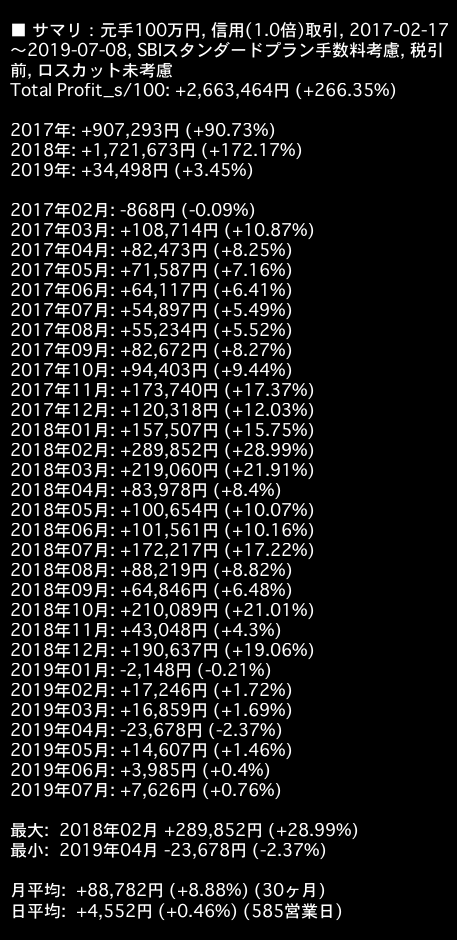 ■ サマリ：元手100万円, 信用(1.0倍)取引, 2017-02-17
～2019-07-08, SBIスタンダードプラン手数料考慮, 税引
前, ロスカット未考慮
Total Profit_s/100: +2,663,464円 (+266.35%)
2017年: +907,293円 (+90.73%)
2018年: +1,721,673円 (+172.17%)
2019年: +34,498円 (+3.45%)
2017年02月: -868円 (-0.09%)
2017年03月: +108,714円 (+10.87%)
2017年04月: +82,473円 (+8.25%)
2017年05月: +71,587円 (+7.16%)
2017年06月: +64,117円 (+6.41%)
2017年07月: +54,897円 (+5.49%)
2017年08月: +55,234円 (+5.52%)
2017年09月: +82,672円 (+8.27%)
2017年10月: +94,403円 (+9.44%)
2017年11月: +173,740円 (+17.37%)
2017年12月: +120,318円 (+12.03%)
2018年01月: +157,507円 (+15.75%)
2018年02月: +289,852円 (+28.99%)
2018年03月: +219,060円 (+21.91%)
2018年04月: +83,978円 (+8.4%)
2018年05月: +100,654円 (+10.07%)
2018年06月: +101,561円 (+10.16%)
2018年07月: +172,217円 (+17.22%)
2018年08月: +88,219円 (+8.82%)
2018年09月: +64,846円 (+6.48%)
2018年10月: +210,089円 (+21.01%)
2018年11月: +43,048円 (+4.3%)
2018年12月: +190,637円 (+19.06%)
2019年01月: -2,148円 (-0.21%)
2019年02月: +17,246円 (+1.72%)
2019年03月: +16,859円 (+1.69%)
2019年04月: -23,678円 (-2.37%)
2019年05月: +14,607円 (+1.46%)
2019年06月: +3,985円 (+0.4%)
2019年07月: +7,626円 (+0.76%)
最大: 2018年02月 +289,852円 (+28.99%)
最小: 2019年04月 -23,678円 (-2.37%)
月平均: +88,782円 (+8.88%) (30ヶ月)
日平均: +4,552円 (+0.46%) (585営業日)